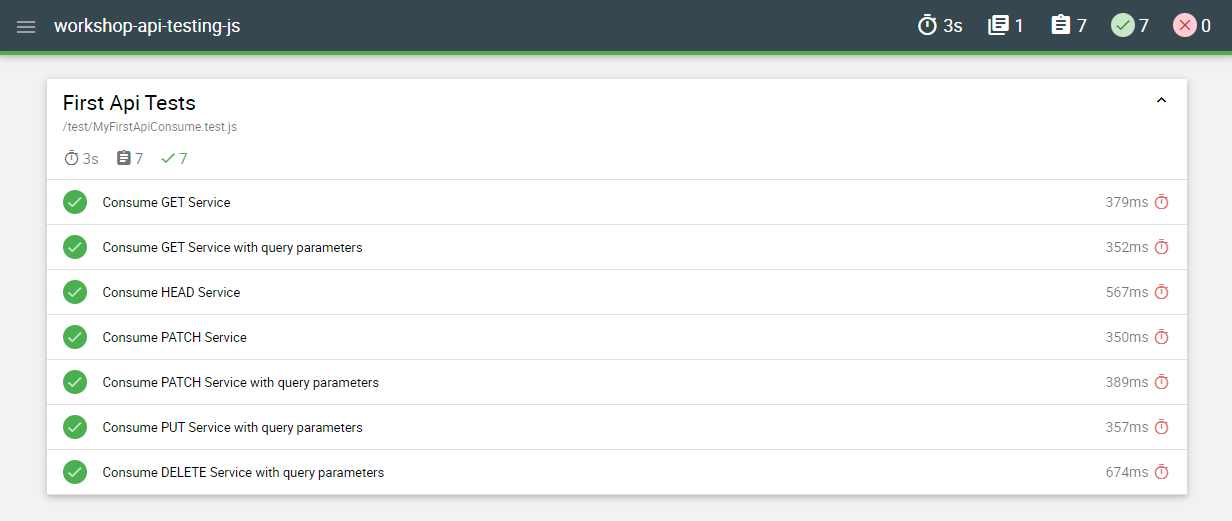 workshop-api-testing-js 3s 1 7 7 0
First Api Tests
/test/MyFirstApiConsume.test.js
3s 7 7
Consume GET Service 379ms
Consume GET Service with query parameters 352ms
Consume HEAD Service 567ms
Consume PATCH Service 350ms
Consume PATCH Service with query parameters 389ms
Consume PUT Service with query parameters 357ms
Consume DELETE Service with query parameters 674ms